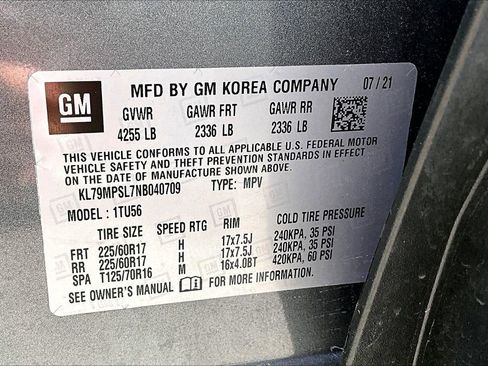 GM MFD BY GM KOREA COMPANY 07/21
GVWR GAWR FRT GAWR RR
4255 LB 2336 LB 2336 LB
THIS VEHICLE CONFORMS TO ALL APPLICABLE U.S. FEDERAL MOTOR
VEHICLE SAFETY AND THEFT PREVENTION STANDARDS IN EFFECT
ON THE DATE OF MANUFACTURE SHOWN ABOVE.
KL79MPSL7NB040709 TYPE: MPV
MODEL: 1TU56
TIRE SIZE SPEED RTG RIM COLD TIRE PRESSURE
FRT 225/60R17 H 17x7.5J 240KPA, 35 PSI
RR 225/60R17 H 17x7.5J 240KPA, 35 PSI
SPA T125/70R16 M 16x4.0BT 420KPA, 60 PSI
SEE OWNER'S MANUAL FOR MORE INFORMATION.